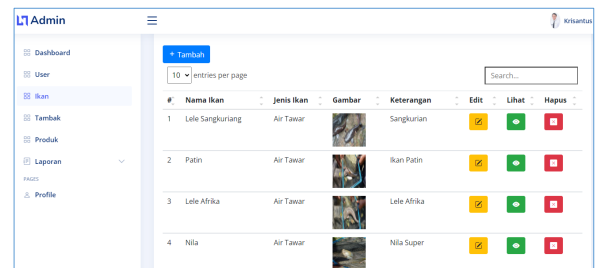 Admin
Krisantus
Dashboard
User
Ikan
Tambak
Produk
Laporan
PAGES
Profile
+ Tambah
10 entries per page
Search...
# Nama Ikan Jenis Ikan Gambar Keterangan Edit Lihat Hapus
1 Lele Sangkuriang Air Tawar Sangkurian
2 Patin Air Tawar Ikan Patin
3 Lele Afrika Air Tawar Lele Afrika
4 Nila Air Tawar Nila Super